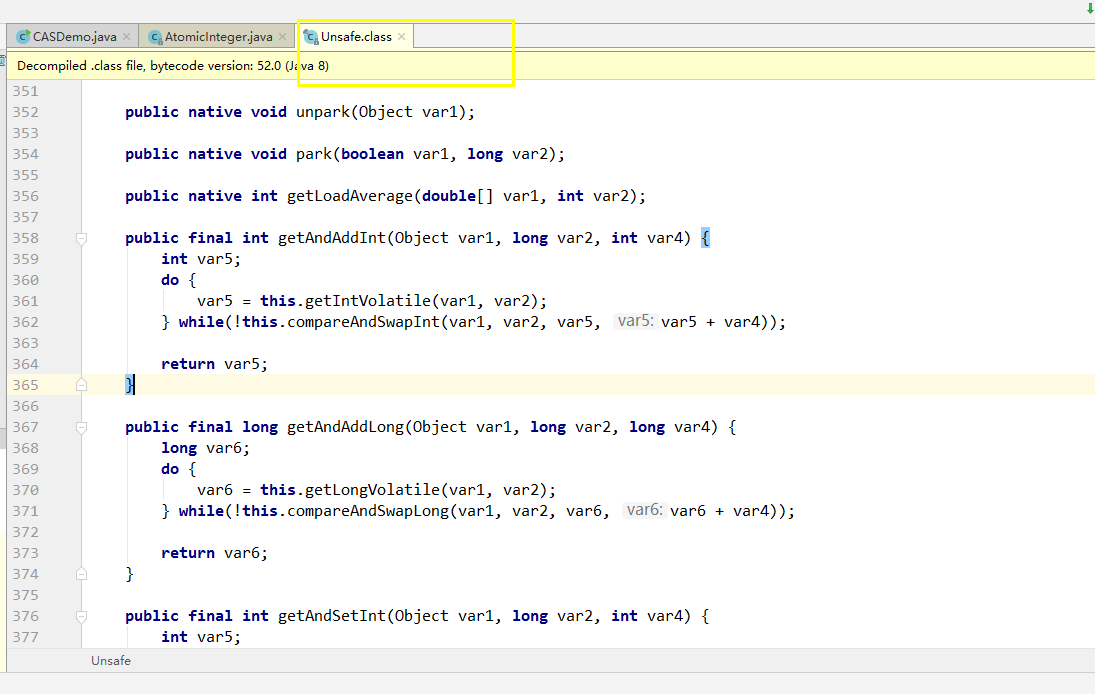 CASDemo.java AtomicInteger.java Unsafe.class
Decompiled .class file, bytecode version: 52.0 (Java 8)
351
352 public native void unpark(Object var1);
353
354 public native void park(boolean var1, long var2);
355
356 public native int getLoadAverage(double[] var1, int var2);
357
358 public final int getAndAddInt(Object var1, long var2, int var4) {
359 int var5;
360 do {
361 var5 = this.getIntVolatile(var1, var2);
362 } while(!this.compareAndSwapInt(var1, var2, var5, var5: var5 + var4));
363
364 return var5;
365 }
366
367 public final long getAndAddLong(Object var1, long var2, long var4) {
368 long var6;
369 do {
370 var6 = this.getLongVolatile(var1, var2);
371 } while(!this.compareAndSwapLong(var1, var2, var6, var6: var6 + var4));
372
373 return var6;
374 }
375
376 public final int getAndSetInt(Object var1, long var2, int var4) {
377 int var5;
Unsafe